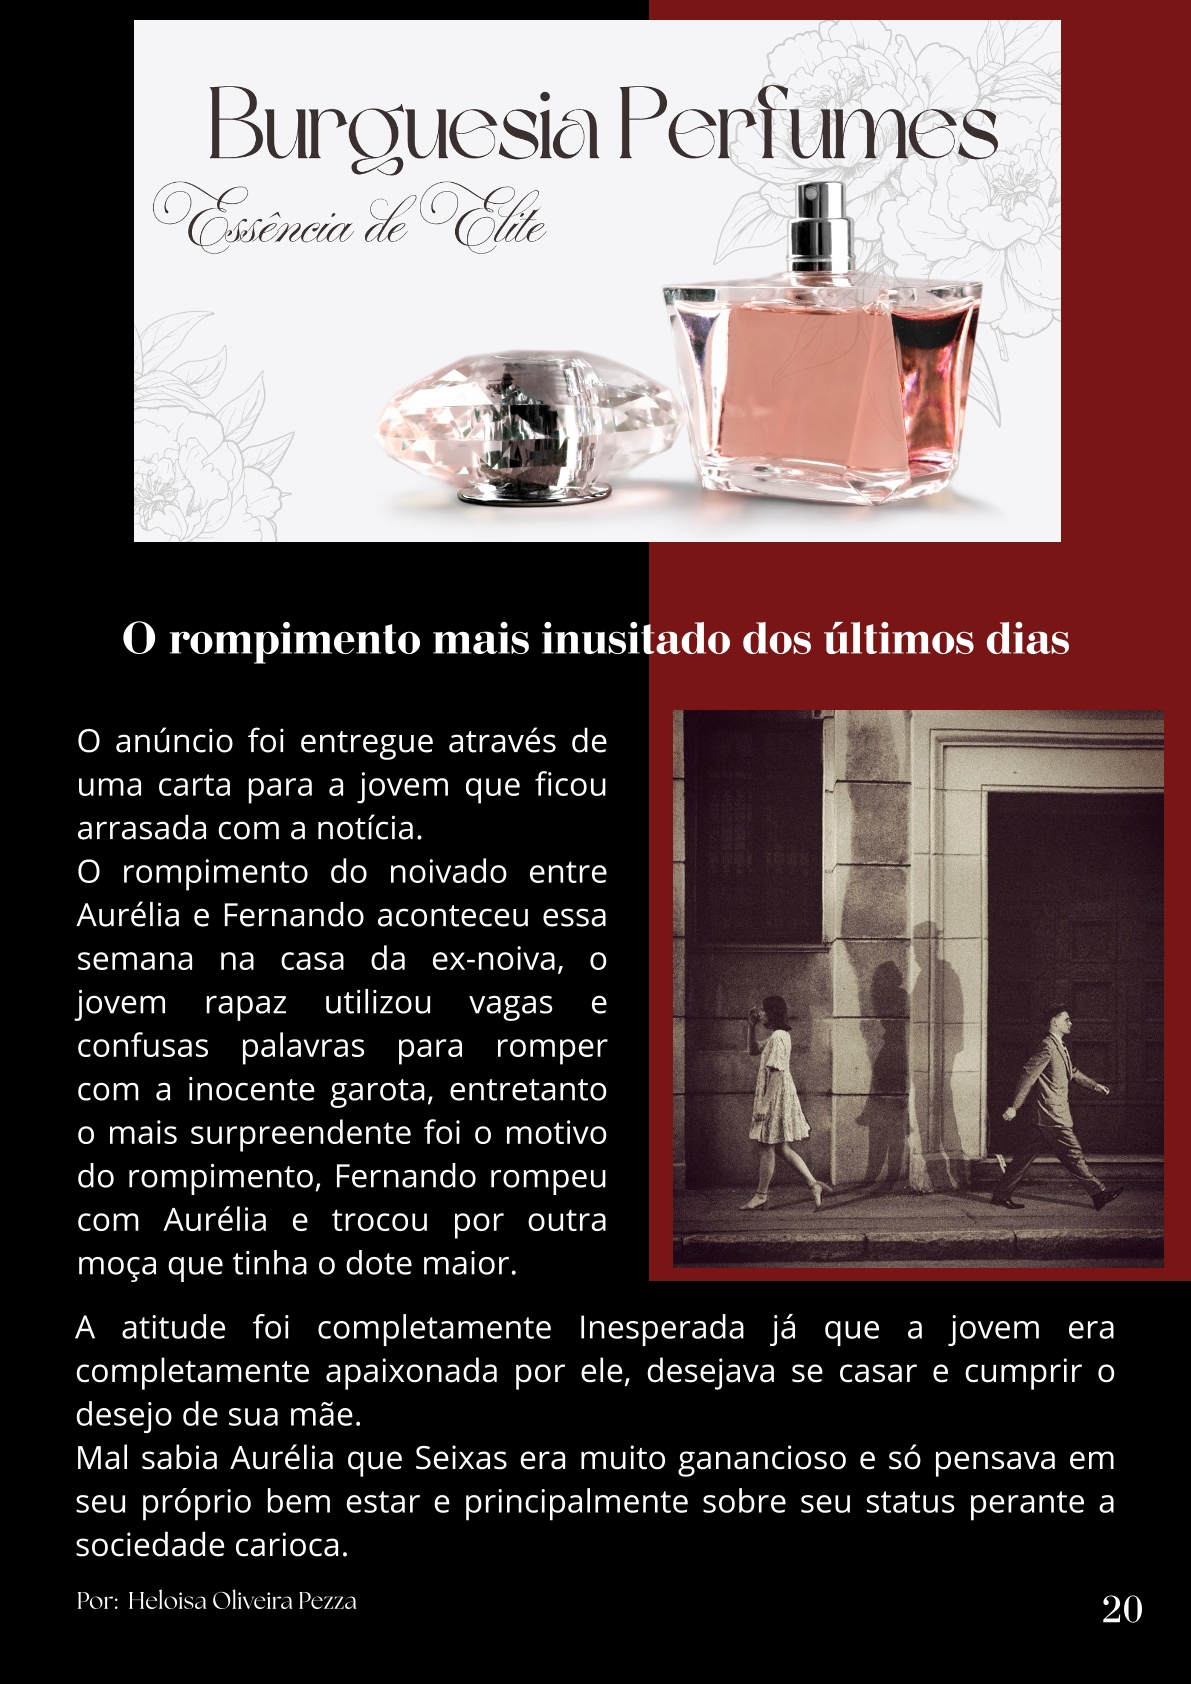 Burguesia Perfumes
Essência de Elite
O rompimento mais inusitado dos últimos dias
O anúncio foi entregue através de
uma carta para a jovem que ficou
arrasada com a notícia.
O rompimento do noivado entre
Aurélia e Fernando aconteceu essa
semana na casa da ex-noiva, o
jovem rapaz utilizou vagas e
confusas palavras para romper
com a inocente garota, entretanto
o mais surpreendente foi o motivo
do rompimento, Fernando rompeu
com Aurélia e trocou por outra
moça que tinha o dote maior.
A atitude foi completamente Inesperada já que a jovem era
completamente apaixonada por ele, desejava se casar e cumprir o
desejo de sua mãe.
Mal sabia Aurélia que Seixas era muito ganancioso e só pensava em
seu próprio bem estar e principalmente sobre seu status perante a
sociedade carioca.
Por: Heloisa Oliveira Pezza
20